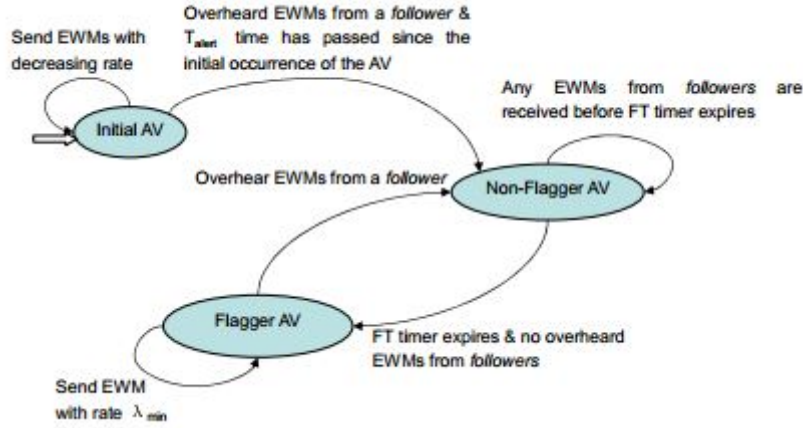 Overheard EWMs from a follower &
T_alert time has passed since the
initial occurrence of the AV
Send EWMs with
decreasing rate
Any EWMs from followers are
received before FT timer expires
Initial AV
Overhear EWMs from a follower
Non-Flagger AV
Flagger AV
FT timer expires & no overheard
EWMs from followers
Send EWM
with rate λ_min